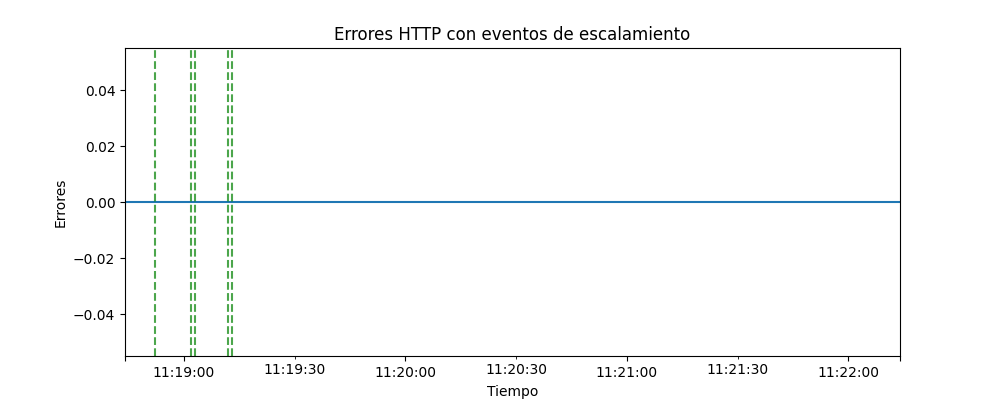 Errores HTTP con eventos de escalamiento
0.04
0.02
0.00
−0.02
−0.04
Errores
11:19:00 11:19:30 11:20:00 11:20:30 11:21:00 11:21:30 11:22:00
Tiempo